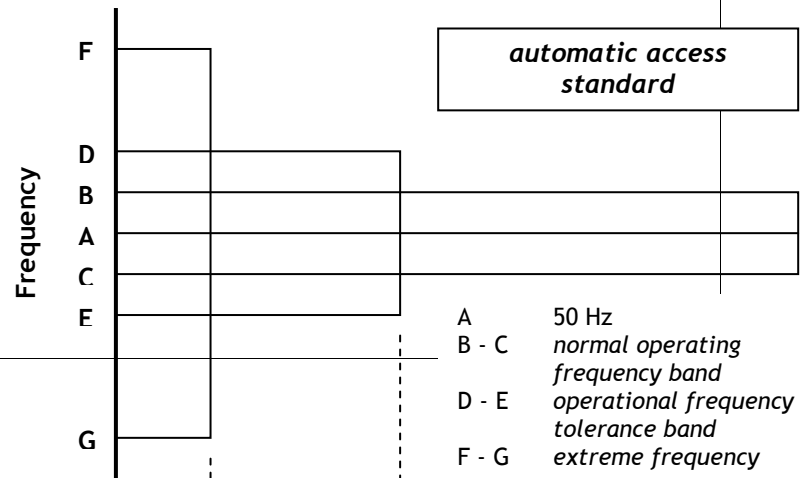 automatic access
standard
Frequency
F
D
B
A
C
E
G
A 50 Hz
B - C normal operating
frequency band
D - E operational frequency
tolerance band
F - G extreme frequency